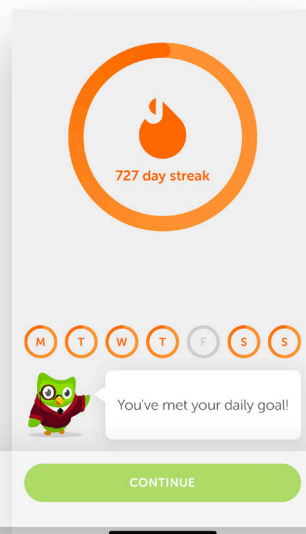 727 day streak
M T W T F S S
You've met your daily goal!
CONTINUE